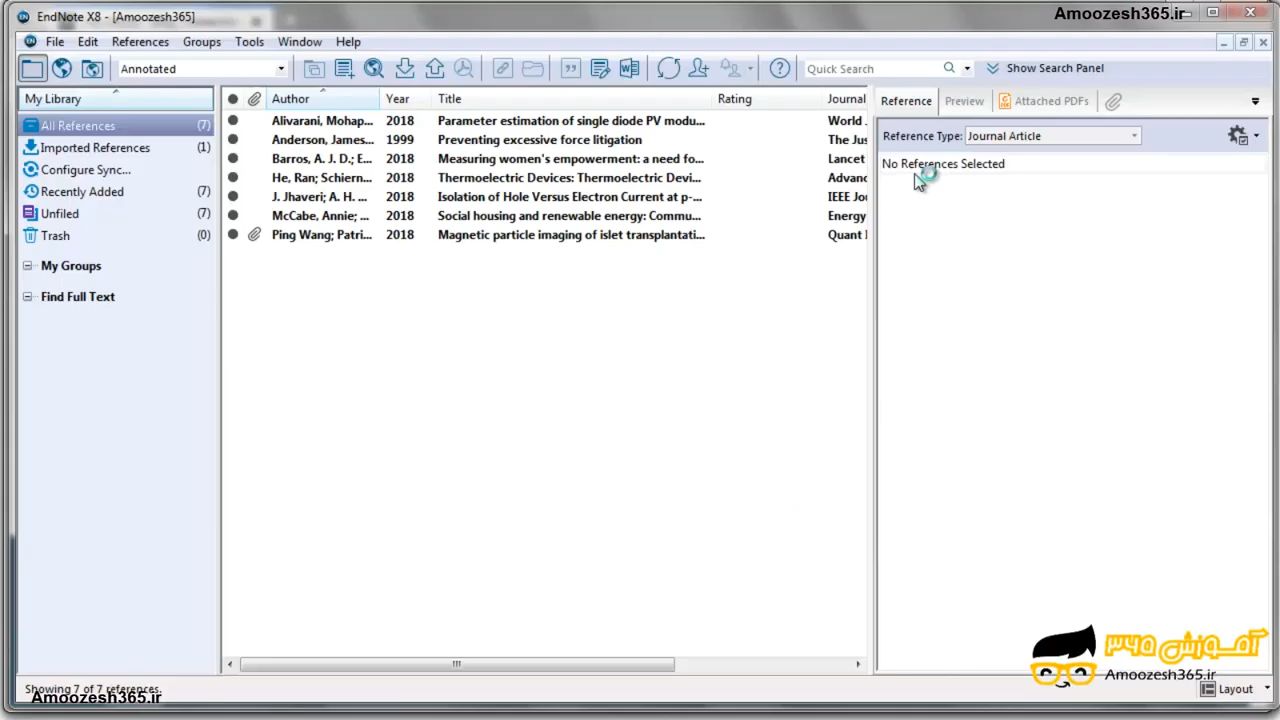 EndNote X8 - [Amoozesh365]
Amoozesh365.ir
File Edit References Groups Tools Window Help
Annotated
Quick Search
Show Search Panel
My Library
All References (7)
Imported References (1)
Configure Sync...
Recently Added (7)
Unfiled (7)
Trash (0)
My Groups
Find Full Text
Author Year Title Rating Journal
Alivarani, Mohap... 2018 Parameter estimation of single diode PV modu... World
Anderson, James... 1999 Preventing excessive force litigation The Jus
Barros, A. J. D.; E... 2018 Measuring women's empowerment: a need fo... Lancet
He, Ran; Schiern... 2018 Thermoelectric Devices: Thermoelectric Devi... Advanc
J. Jhaveri; A. H. ... 2018 Isolation of Hole Versus Electron Current at p-... IEEE Jou
McCabe, Annie; ... 2018 Social housing and renewable energy: Commu... Energy
Ping Wang; Patri... 2018 Magnetic particle imaging of islet transplantati... Quant I
Reference Preview Attached PDFs
Reference Type: Journal Article
No References Selected
آموزش ۳۶۵
Amoozesh365.ir
Showing 7 of 7 references.
Amoozesh365.ir
Layout